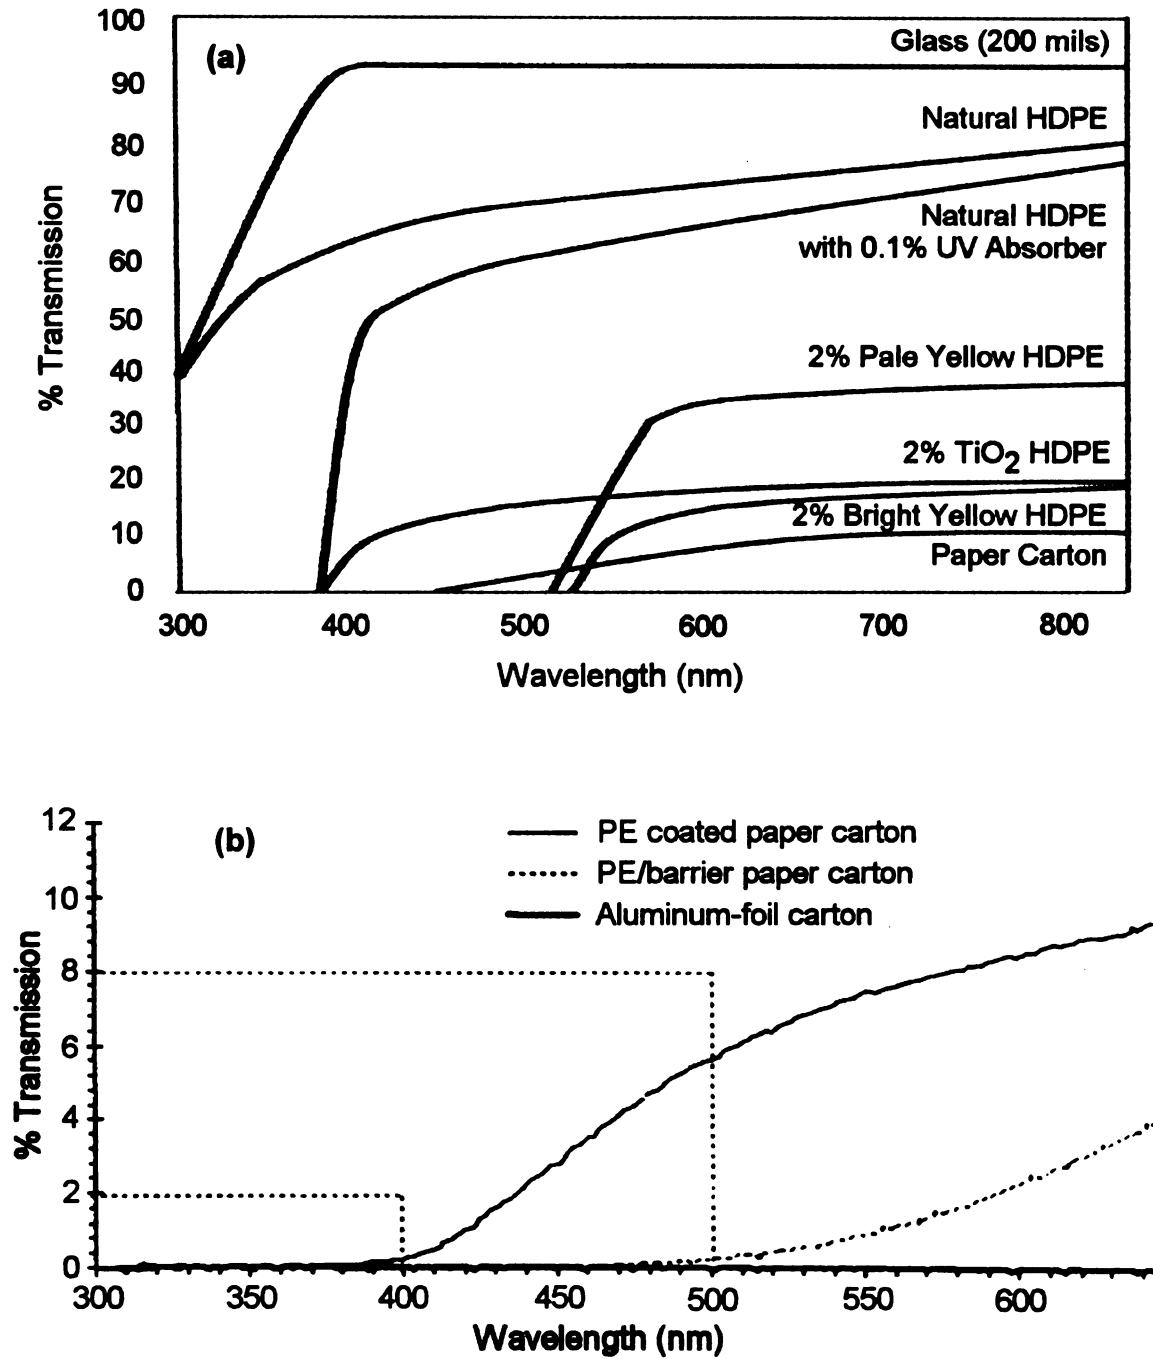 100
90
80
70
60
50
40
30
20
10
0
% Transmission
(a)
Glass (200 mils)
Natural HDPE
Natural HDPE
with 0.1% UV Absorber
2% Pale Yellow HDPE
2% TiO2 HDPE
2% Bright Yellow HDPE
Paper Carton
300 400 500 600 700 800
Wavelength (nm)
12
10
8
6
4
2
0
% Transmission
(b)
PE coated paper carton
PE/barrier paper carton
Aluminum-foil carton
300 350 400 450 500 550 600
Wavelength (nm)